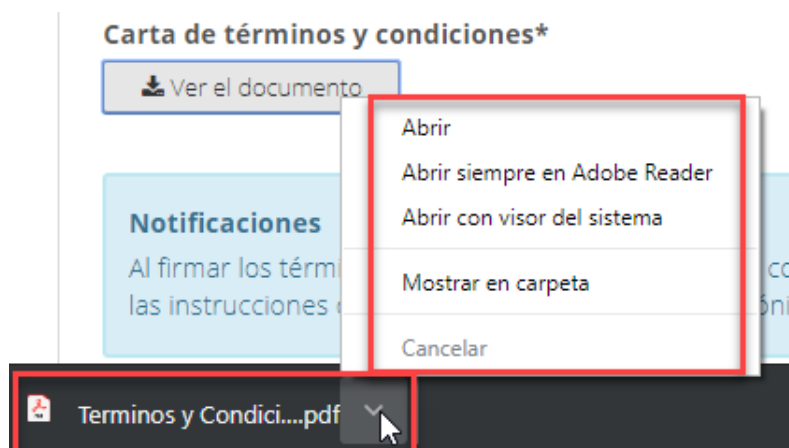 Carta de términos y condiciones*
Ver el documento
Abrir
Abrir siempre en Adobe Reader
Abrir con visor del sistema
Mostrar en carpeta
Cancelar
Notificaciones
Al firmar los
las instrucciones
Terminos y Condici....pdf